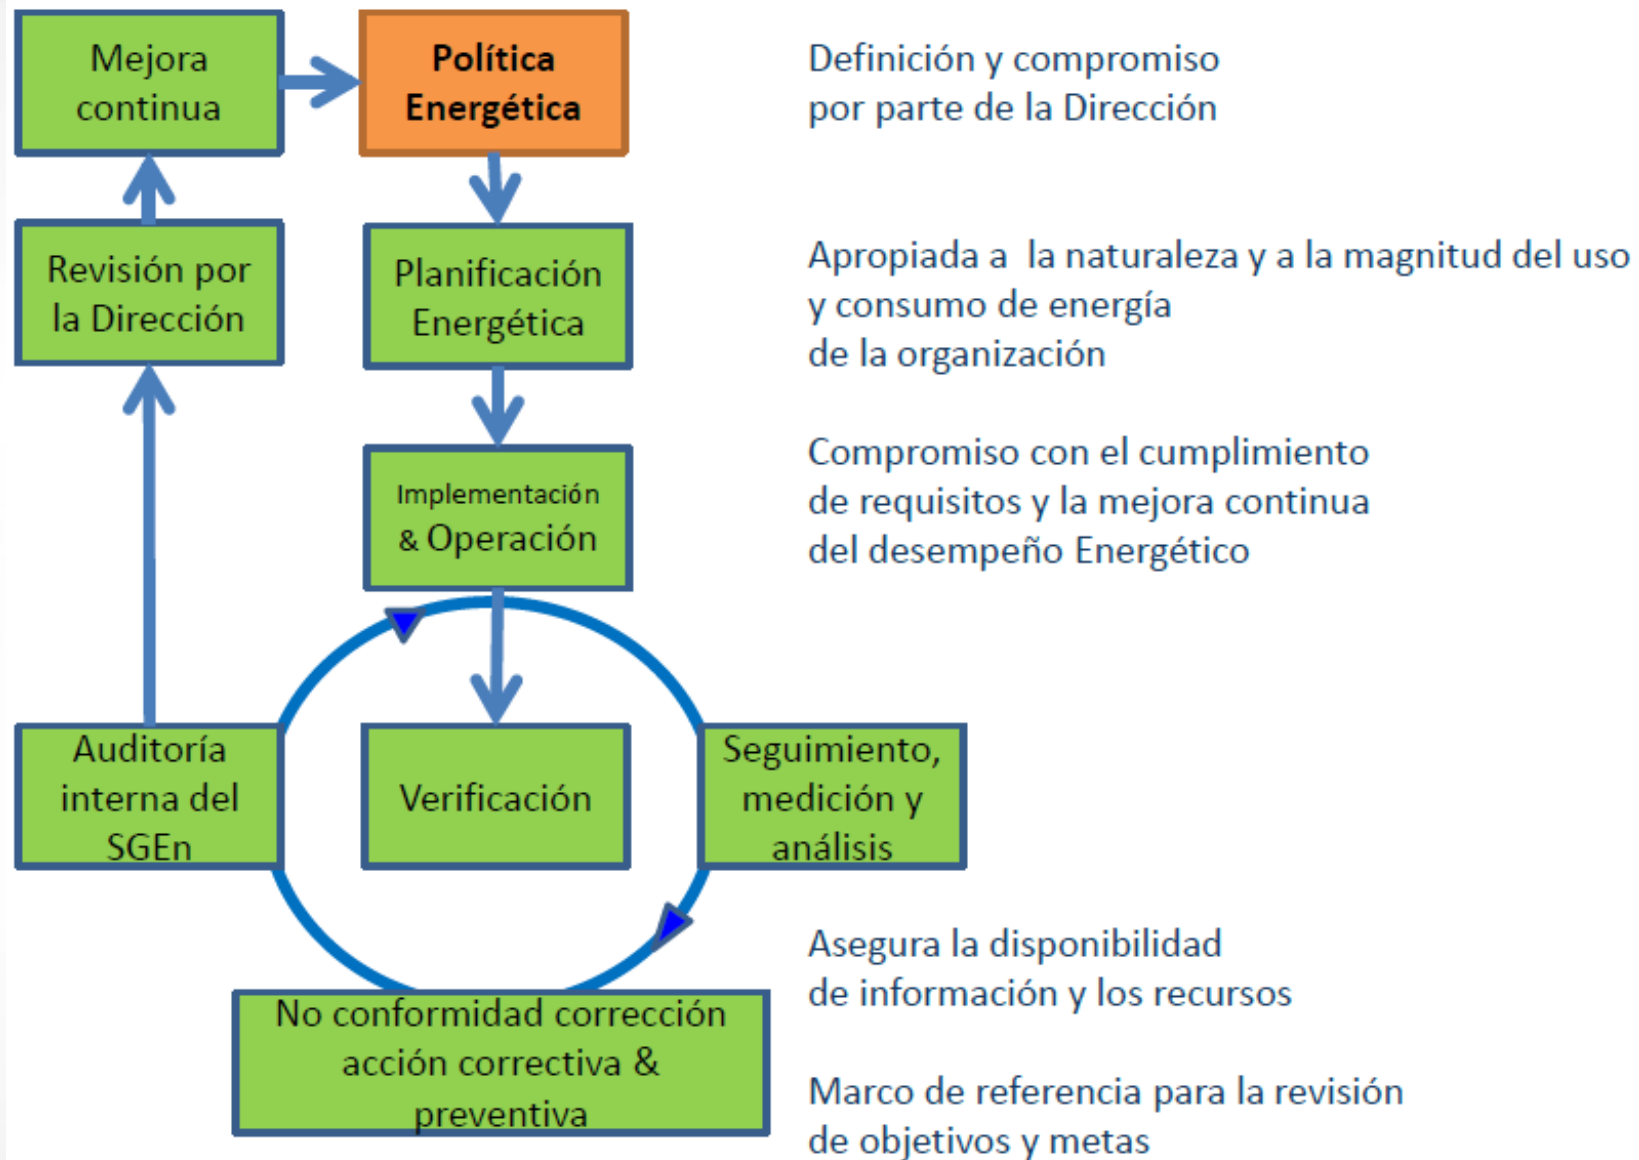 Mejora
continua
Política
Energética
Definición y compromiso
por parte de la Dirección
Revisión por
la Dirección
Planificación
Energética
Apropiada a la naturaleza y a la magnitud del uso
y consumo de energía
de la organización
Implementación
& Operación
Compromiso con el cumplimiento
de requisitos y la mejora continua
del desempeño Energético
Auditoría
interna del
SGEn
Verificación
Seguimiento,
medición y
análisis
No conformidad corrección
acción correctiva &
preventiva
Asegura la disponibilidad
de información y los recursos
Marco de referencia para la revisión
de objetivos y metas